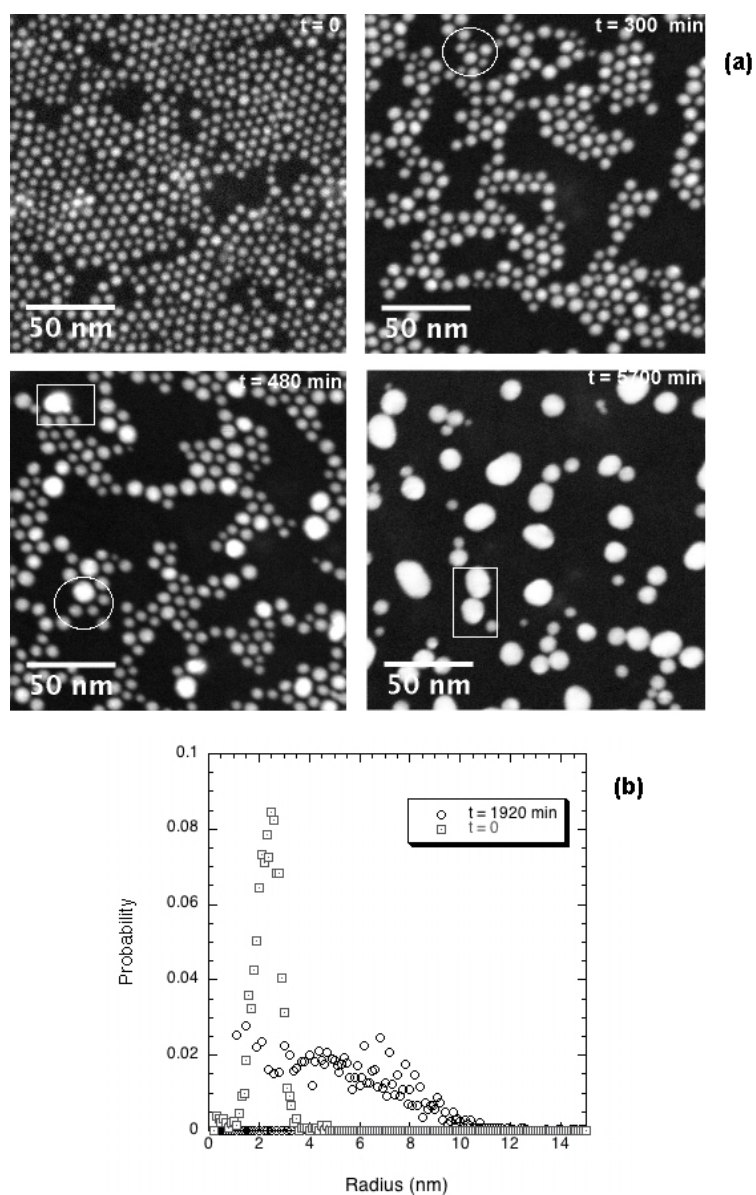 t = 0
50 nm
t = 300 min
50 nm
(a)
t = 480 min
50 nm
t = 5700 min
50 nm
(b)
Probability
0.1
0.08
0.06
0.04
0.02
0
t = 1920 min
t = 0
0 2 4 6 8 10 12 14
Radius (nm)